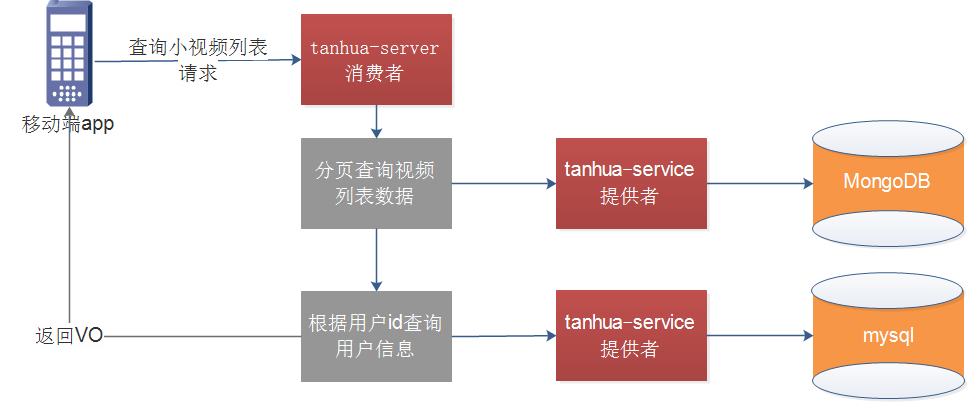 查询小视频列表
请求
tanhua-server
消费者
移动端app
分页查询视频
列表数据
tanhua-service
提供者
MongoDB
返回VO
根据用户id查询
用户信息
tanhua-service
提供者
mysql